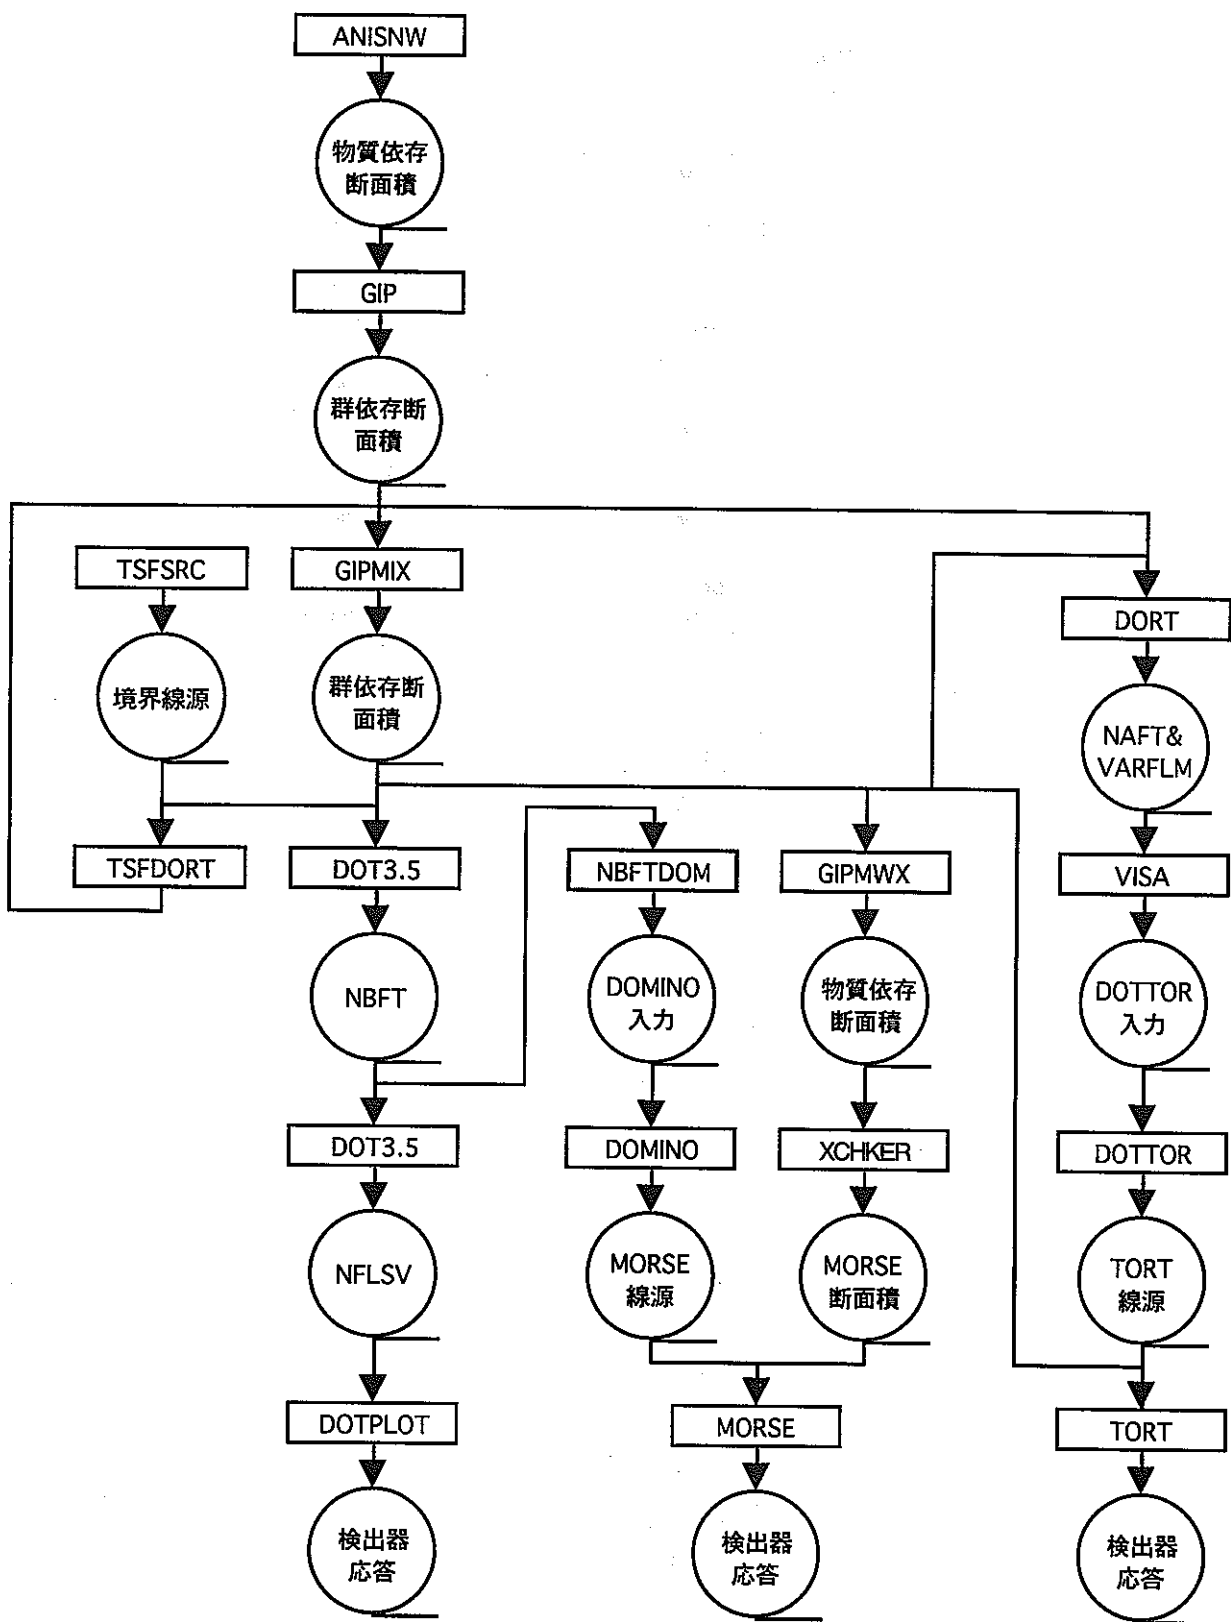 ANISNW
物質依存
断面積
GIP
群依存断
面積
TSFSRC
GIPMIX
DORT
境界線源
群依存断
面積
NAFT&
VARFLM
TSFDORT
DOT3.5
NBFTDOM
GIPMWX
VISA
NBFT
DOMINO
入力
物質依存
断面積
DOTTOR
入力
DOT3.5
DOMINO
XCHKER
DOTTOR
NFLSV
MORSE
線源
MORSE
断面積
TORT
線源
DOTPLOT
MORSE
TORT
検出器
応答
検出器
応答
検出器
応答